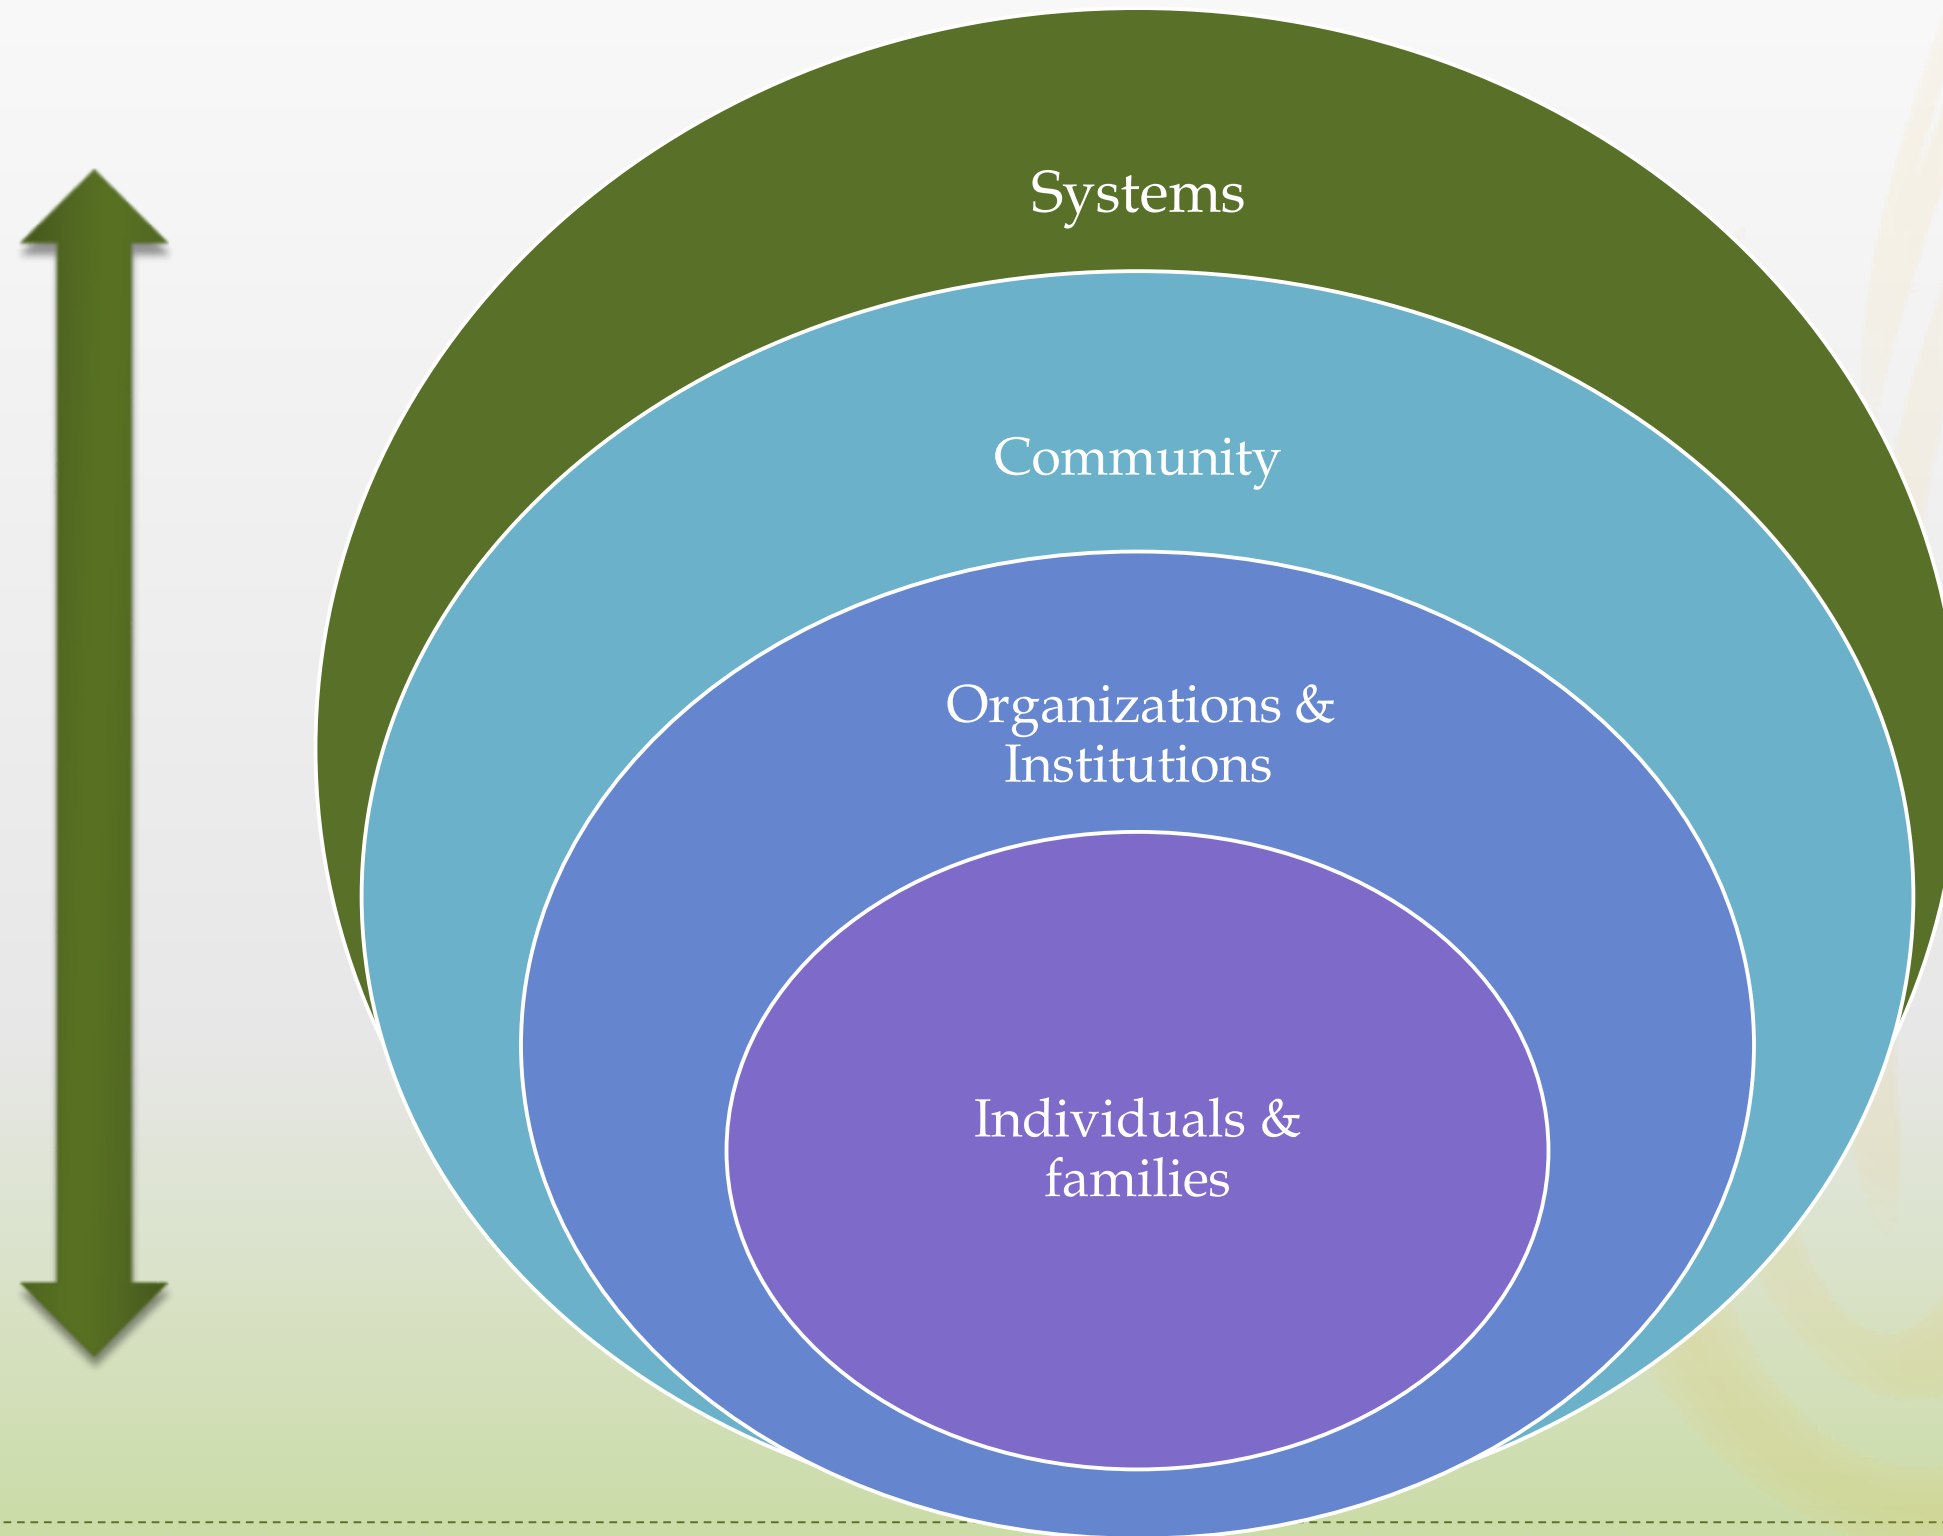 Systems
Community
Organizations &
Institutions
Individuals &
families